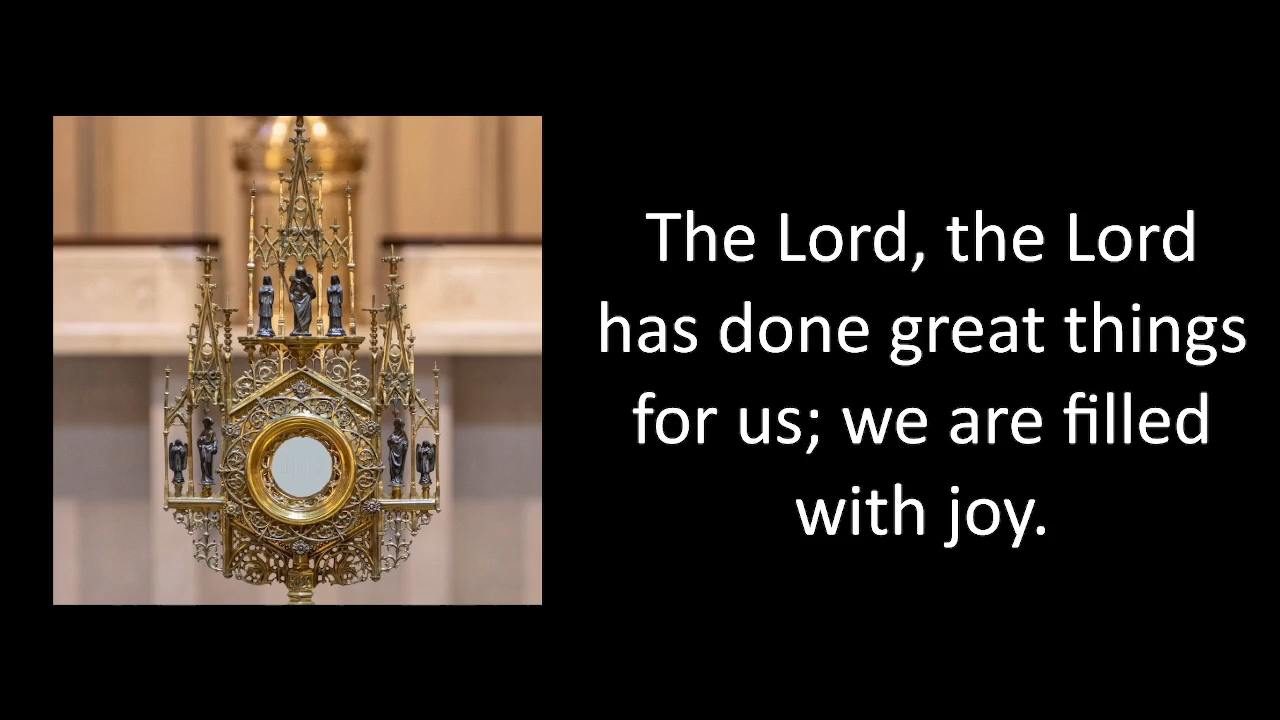 The Lord, the Lord
has done great things
for us; we are filled
with joy.